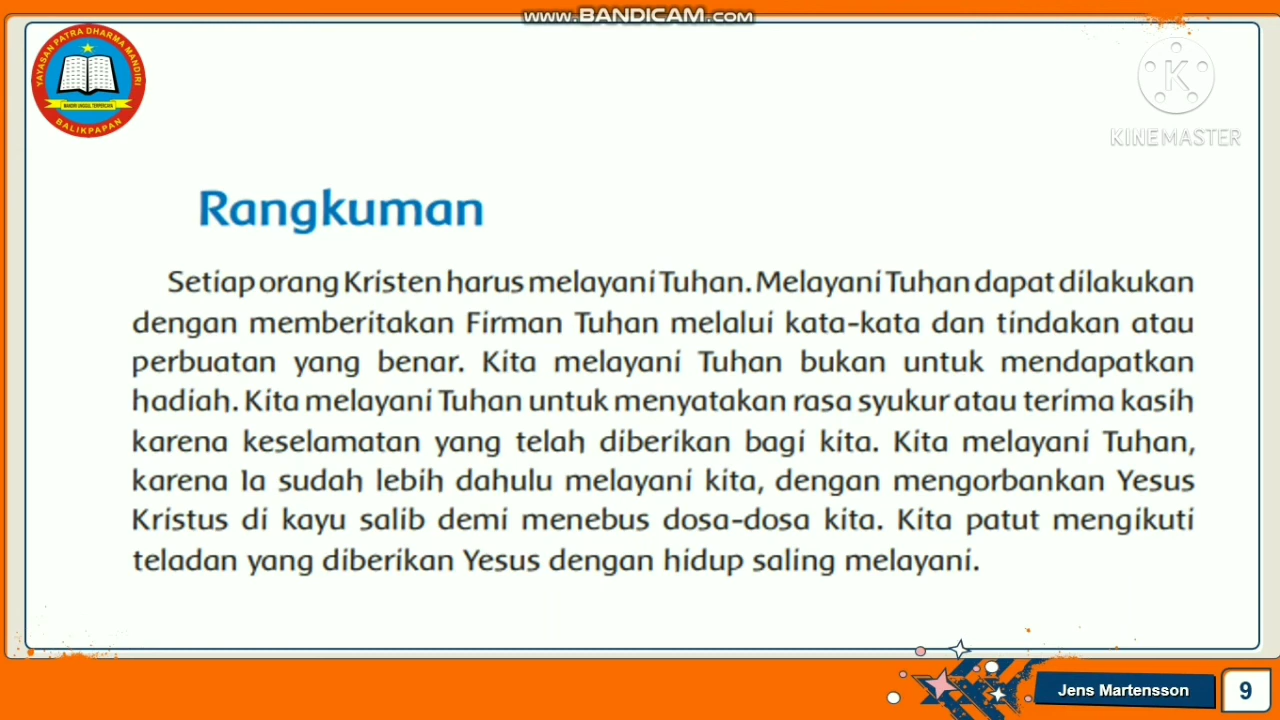 www.BANDICAM.com
YAYASAN PATRA DHARMA MANDIRI
MANDIRI UNGGUL TERPERCAYA
BALIKPAPAN
K
KINEMASTER
Rangkuman
Setiap orang Kristen harus melayani Tuhan. Melayani Tuhan dapat dilakukan
dengan memberitakan Firman Tuhan melalui kata-kata dan tindakan atau
perbuatan yang benar. Kita melayani Tuhan bukan untuk mendapatkan
hadiah. Kita melayani Tuhan untuk menyatakan rasa syukur atau terima kasih
karena keselamatan yang telah diberikan bagi kita. Kita melayani Tuhan,
karena Ia sudah lebih dahulu melayani kita, dengan mengorbankan Yesus
Kristus di kayu salib demi menebus dosa-dosa kita. Kita patut mengikuti
teladan yang diberikan Yesus dengan hidup saling melayani.
Jens Martensson
9